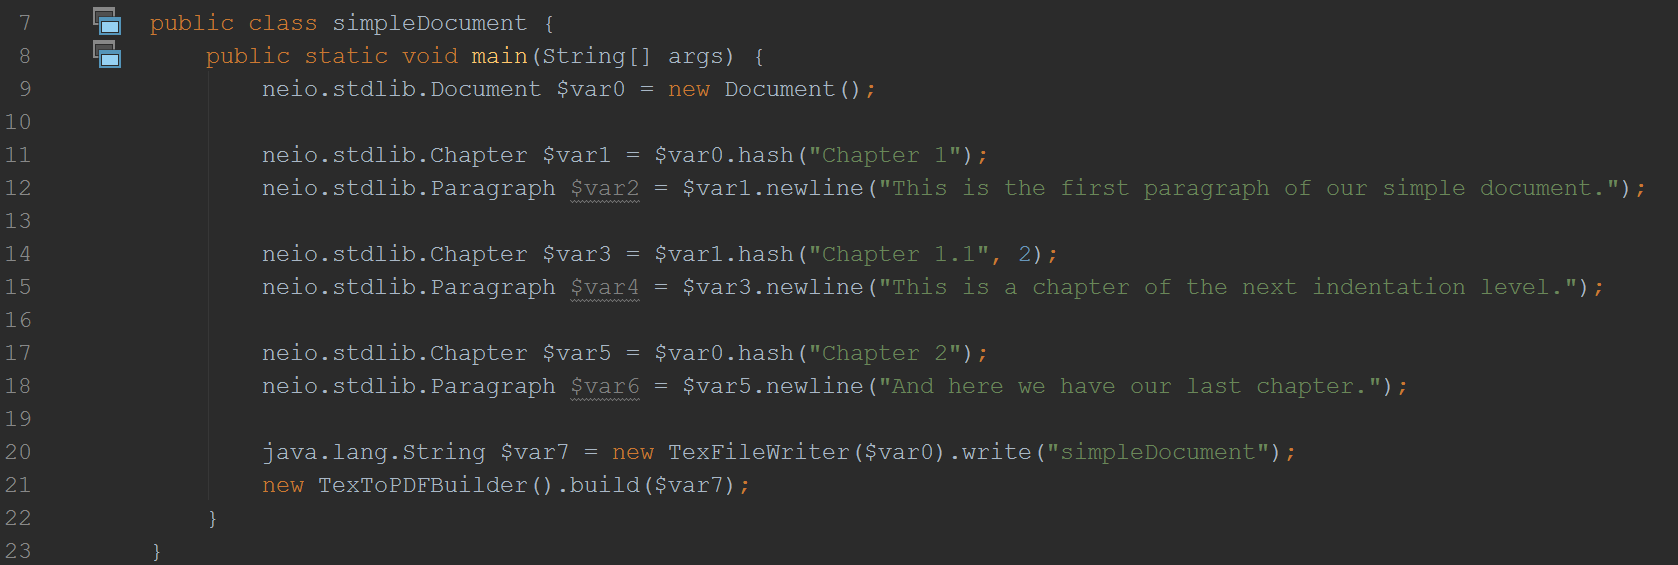 7 public class simpleDocument {
8 public static void main(String[] args) {
9 neio.stdlib.Document $var0 = new Document();
10
11 neio.stdlib.Chapter $var1 = $var0.hash("Chapter 1");
12 neio.stdlib.Paragraph $var2 = $var1.newline("This is the first paragraph of our simple document.");
13
14 neio.stdlib.Chapter $var3 = $var1.hash("Chapter 1.1", 2);
15 neio.stdlib.Paragraph $var4 = $var3.newline("This is a chapter of the next indentation level.");
16
17 neio.stdlib.Chapter $var5 = $var0.hash("Chapter 2");
18 neio.stdlib.Paragraph $var6 = $var5.newline("And here we have our last chapter.");
19
20 java.lang.String $var7 = new TexFileWriter($var0).write("simpleDocument");
21 new TexToPDFBuilder().build($var7);
22 }
23 }